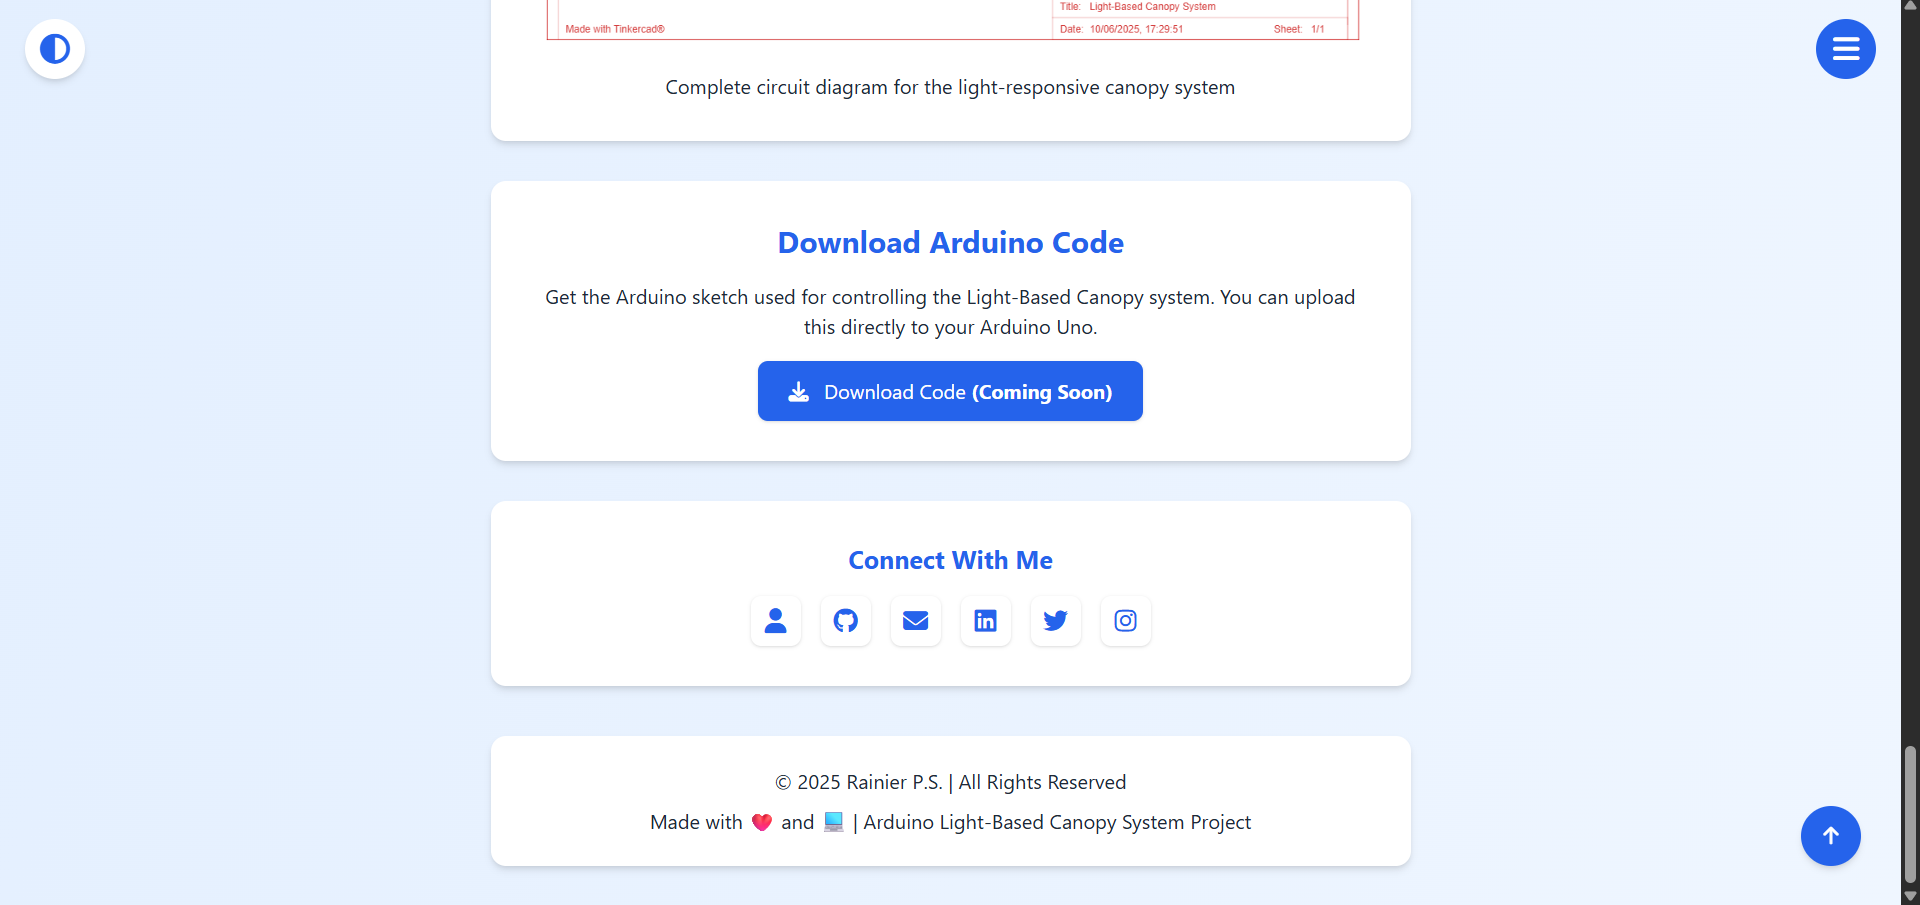 Title: Light-Based Canopy System
Made with Tinkercad®
Date: 10/06/2025, 17:29:51 Sheet: 1/1
Complete circuit diagram for the light-responsive canopy system
Download Arduino Code
Get the Arduino sketch used for controlling the Light-Based Canopy system. You can upload
this directly to your Arduino Uno.
Download Code (Coming Soon)
Connect With Me
in
© 2025 Rainier P.S. | All Rights Reserved
Made with ❤️ and 💻 | Arduino Light-Based Canopy System Project